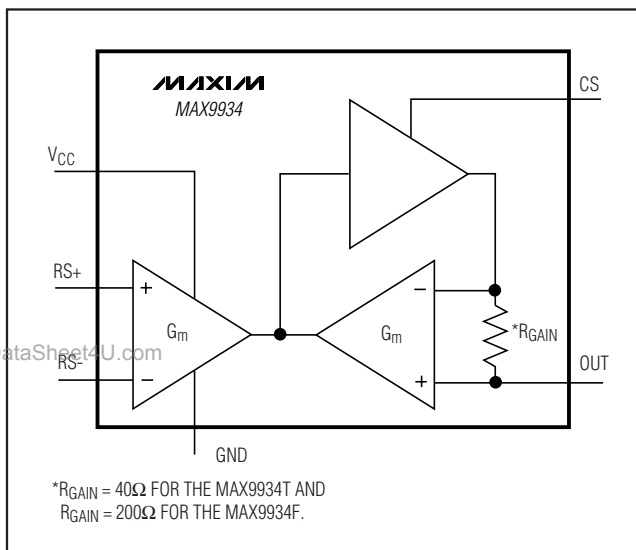 MAXIM
MAX9934
CS
VCC
RS+
+
Gm
RS-
−
−
Gm
+
*RGAIN
OUT
GND
DataSheet4U.com
*RGAIN = 40Ω FOR THE MAX9934T AND
RGAIN = 200Ω FOR THE MAX9934F.